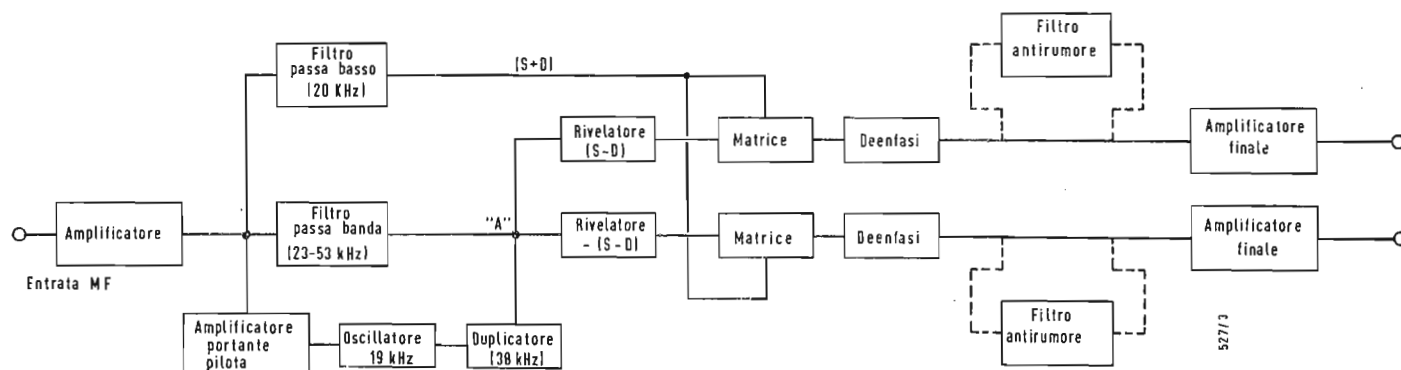 Filtro
passa basso
(20 KHz)
(S+D)
Filtro
antirumore
Rivelatore
(S-D)
Matrice
Deenfasi
Amplificatore
finale
Amplificatore
Entrata MF
Filtro
passa banda
(23-53 kHz)
"A"
Rivelatore
-(S-D)
Matrice
Deenfasi
Amplificatore
finale
Amplificatore
portante
pilota
Oscillatore
19 kHz
Duplicatore
(38 kHz)
Filtro
antirumore
527/3